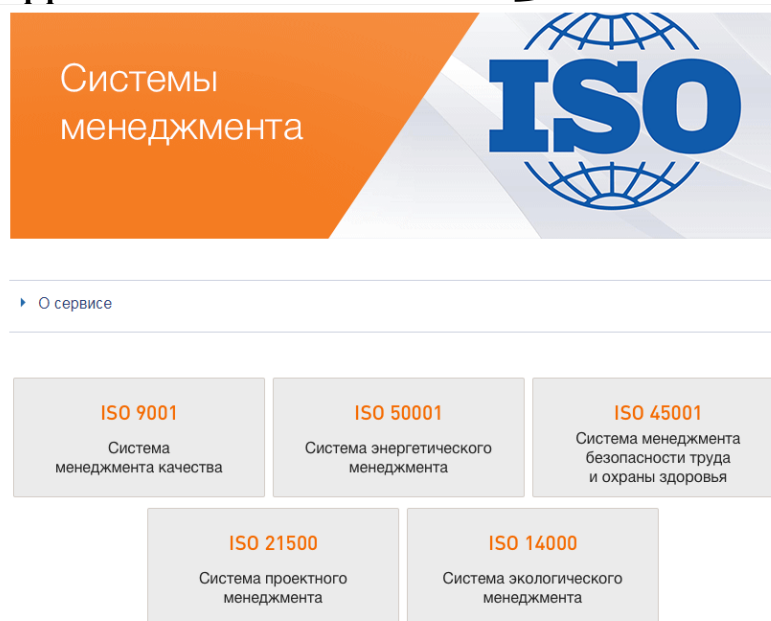 Системы
менеджмента
ISO
О сервисе
ISO 9001
Система
менеджмента качества
ISO 50001
Система энергетического
менеджмента
ISO 45001
Система менеджмента
безопасности труда
и охраны здоровья
ISO 21500
Система проектного
менеджмента
ISO 14000
Система экологического
менеджмента